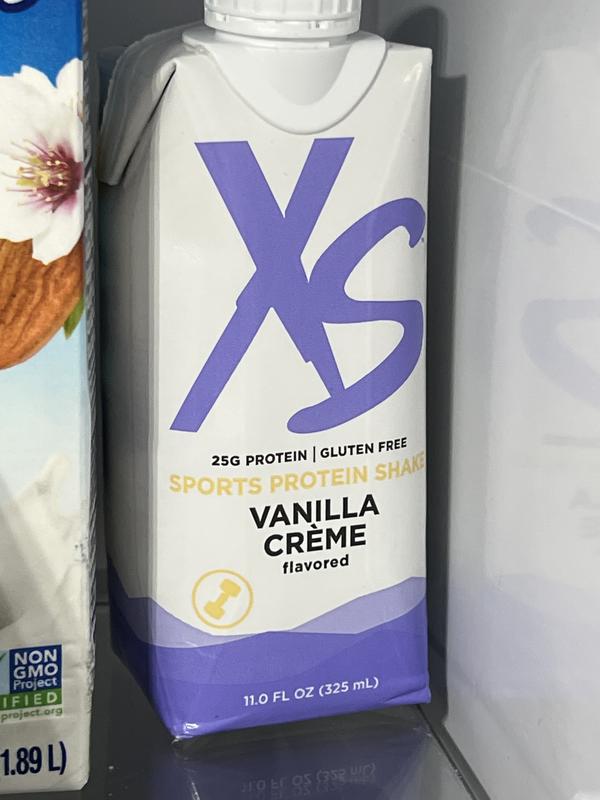 XS
25G PROTEIN | GLUTEN FREE
SPORTS PROTEIN SHAKE
VANILLA
CRÈME
flavored
11.0 FL OZ (325 mL)
NON
GMO
Project
IFIED
project.org
1.89 L)